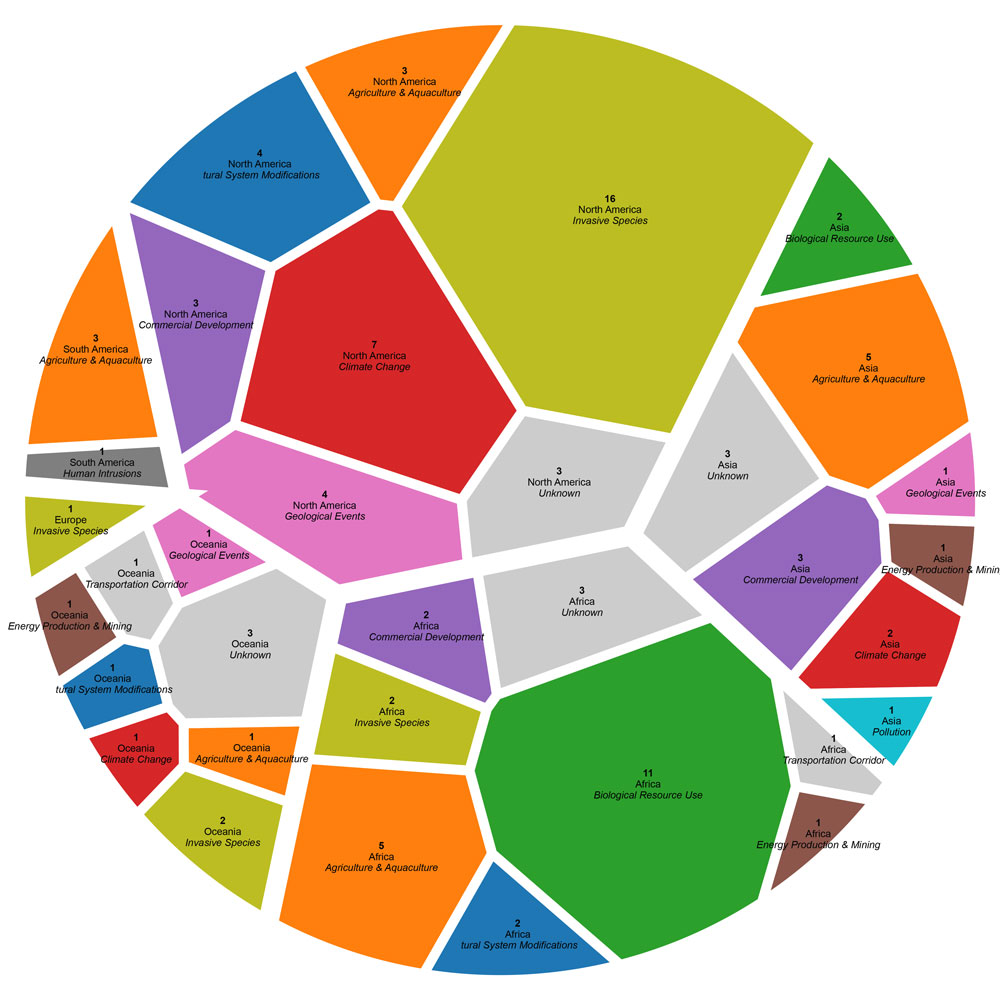 3
North America
Agriculture & Aquaculture
4
North America
tural System Modifications
16
North America
Invasive Species
2
Asia
Biological Resource Use
3
North America
Commercial Development
3
South America
Agriculture & Aquaculture
7
North America
Climate Change
5
Asia
Agriculture & Aquaculture
1
South America
Human Intrusions
3
North America
Unknown
3
Asia
Unknown
1
Asia
Geological Events
4
North America
Geological Events
1
Europe
Invasive Species
1
Oceania
Geological Events
1
Oceania
Transportation Corridor
3
Asia
Commercial Development
1
Asia
Energy Production & Minin
1
Oceania
Energy Production & Mining
3
Oceania
Unknown
2
Africa
Commercial Development
3
Africa
Unknown
2
Asia
Climate Change
1
Oceania
tural System Modifications
2
Africa
Invasive Species
1
Asia
Pollution
1
Oceania
Climate Change
1
Oceania
Agriculture & Aquaculture
11
Africa
Biological Resource Use
1
Africa
Transportation Corridor
2
Oceania
Invasive Species
5
Africa
Agriculture & Aquaculture
1
Africa
Energy Production & Mining
2
Africa
tural System Modifications